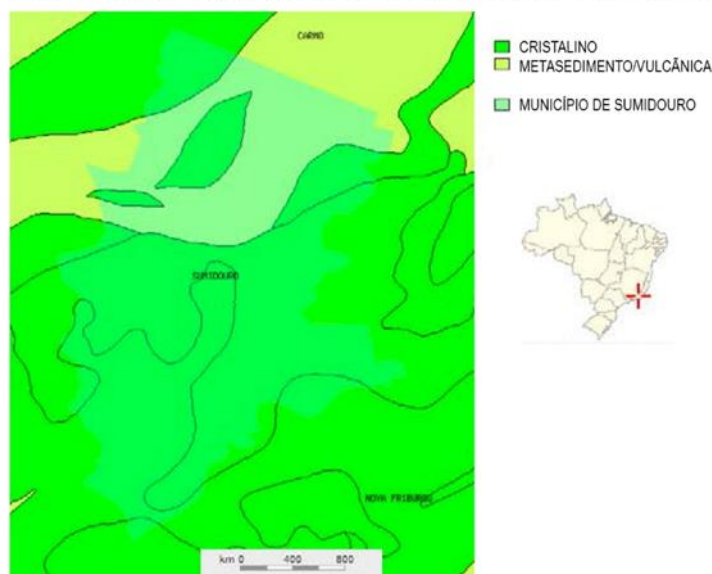 CARMO
CRISTALINO
METASEDIMENTO/VULCÂNICA
MUNICÍPIO DE SUMIDOURO
SUMIDOURO
NOVA FRIBURGO
km 0 400 800